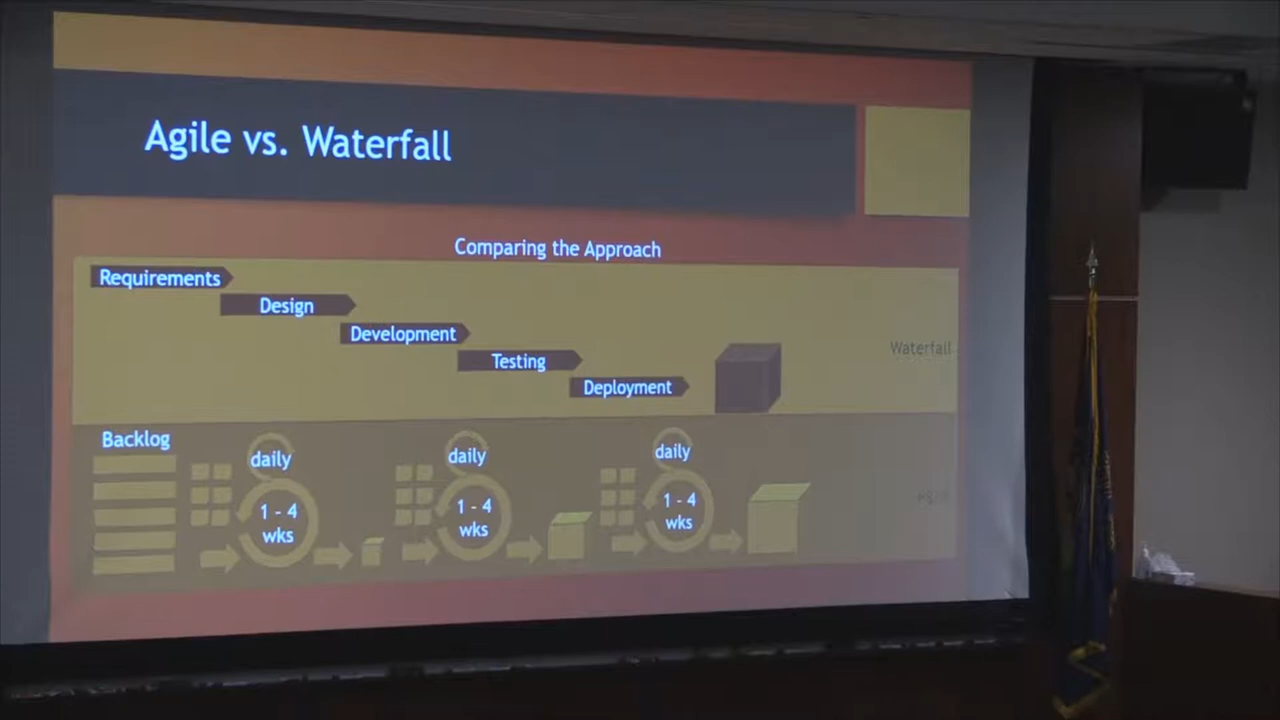 Agile vs. Waterfall
Comparing the Approach
Requirements
Design
Development
Testing
Deployment
Waterfall
Backlog
daily
1 - 4
wks
daily
1 - 4
wks
daily
1 - 4
wks